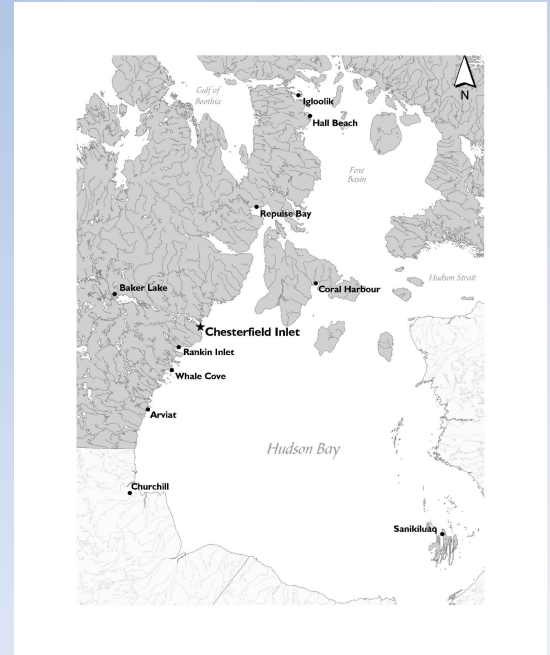 N
Gulf of
Boothia
Igloolik
Hall Beach
Foxe
Basin
Repulse Bay
Hudson Strait
Baker Lake
Coral Harbour
Chesterfield Inlet
Rankin Inlet
Whale Cove
Arviat
Hudson Bay
Churchill
Sanikiluaq